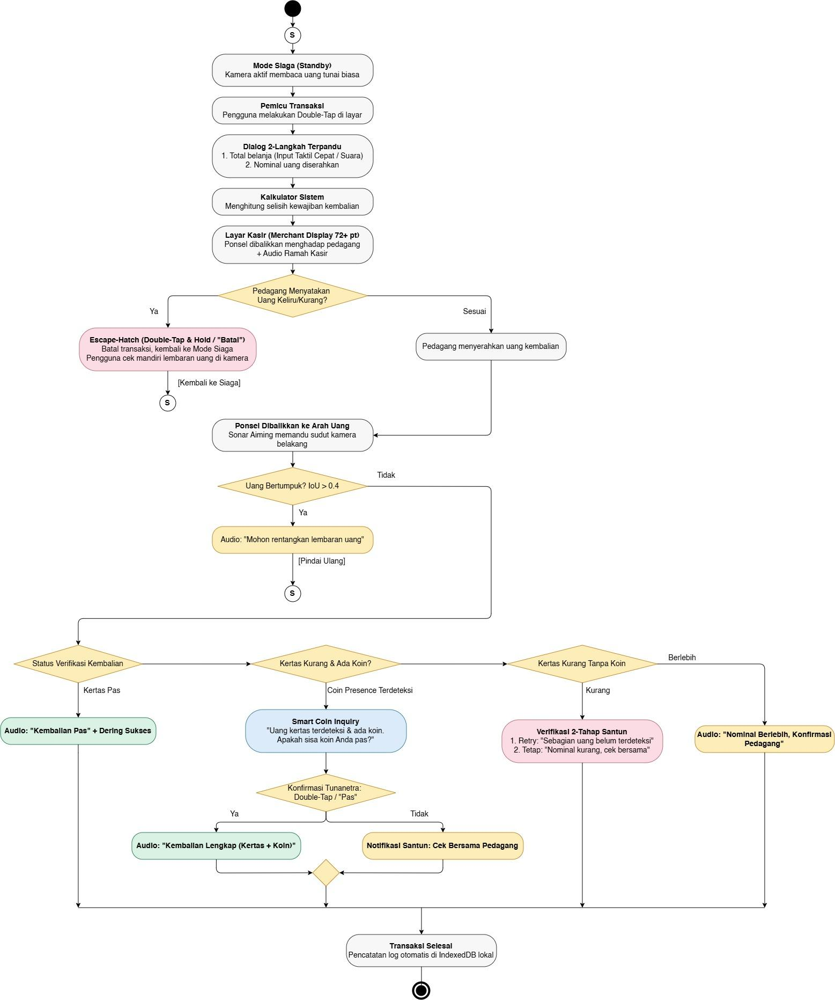 S
Mode Siaga (Standby)
Kamera aktif membaca uang tunai biasa
Pemicu Transaksi
Pengguna melakukan Double-Tap di layar
Dialog 2-Langkah Terpandu
1. Total belanja (Input Taktil Cepat / Suara)
2. Nominal uang diserahkan
Kalkulator Sistem
Menghitung selisih kewajiban kembalian
Layar Kasir (Merchant Display 72+ pt)
Ponsel dibalikkan menghadap pedagang
+ Audio Ramah Kasir
Pedagang Menyatakan
Uang Keliru/Kurang?
Ya
Sesuai
Escape-Hatch (Double-Tap & Hold / "Batal")
Batal transaksi, kembali ke Mode Siaga
Pengguna cek mandiri lembaran uang di kamera
Pedagang menyerahkan uang kembalian
[Kembali ke Siaga]
S
Ponsel Dibalikkan ke Arah Uang
Sonar Aiming memandu sudut kamera
belakang
Uang Bertumpuk? IoU > 0.4
Tidak
Ya
Audio: "Mohon rentangkan lembaran uang"
[Pindai Ulang]
S
Status Verifikasi Kembalian
Kertas Kurang & Ada Koin?
Kertas Kurang Tanpa Koin
Berlebih
Kertas Pas
Coin Presence Terdeteksi
Kurang
Audio: "Kembalian Pas" + Dering Sukses
Smart Coin Inquiry
"Uang kertas terdeteksi & ada koin.
Apakah sisa koin Anda pas?"
Verifikasi 2-Tahap Santun
1. Retry: "Sebagian uang belum terdeteksi"
2. Tetap: "Nominal kurang, cek bersama"
Audio: "Nominal Berlebih, Konfirmasi
Pedagang"
Konfirmasi Tunanetra:
Double-Tap / "Pas"
Ya
Tidak
Audio: "Kembalian Lengkap (Kertas + Koin)"
Notifikasi Santun: Cek Bersama Pedagang
Transaksi Selesai
Pencatatan log otomatis di IndexedDB lokal